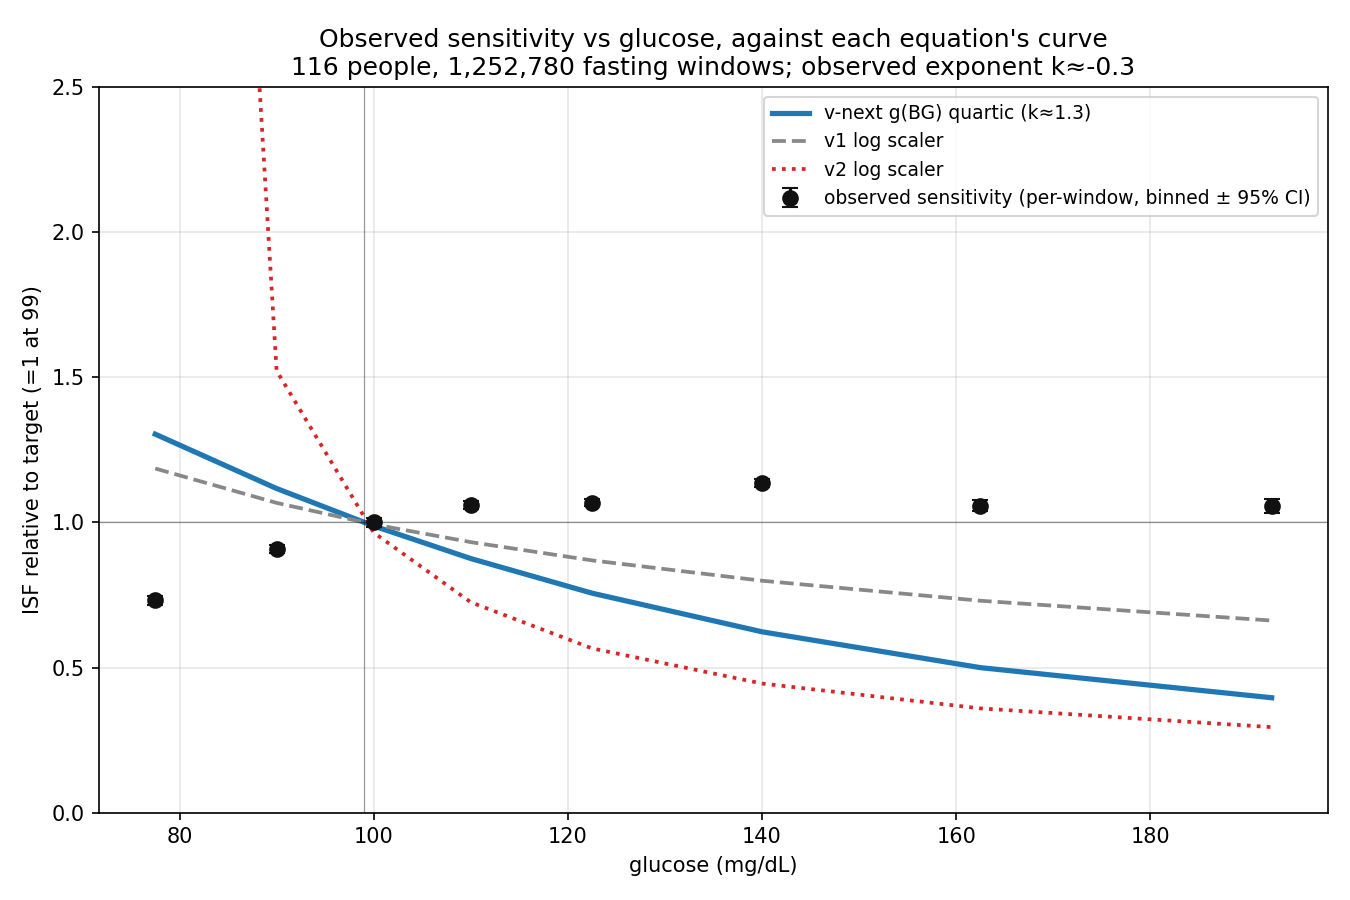 Observed sensitivity vs glucose, against each equation's curve
116 people, 1,252,780 fasting windows; observed exponent k≈-0.3
v-next g(BG) quartic (k≈1.3)
v1 log scaler
v2 log scaler
observed sensitivity (per-window, binned ± 95% CI)
ISF relative to target (=1 at 99)
2.5
2.0
1.5
1.0
0.5
0.0
80
100
120
140
160
180
glucose (mg/dL)